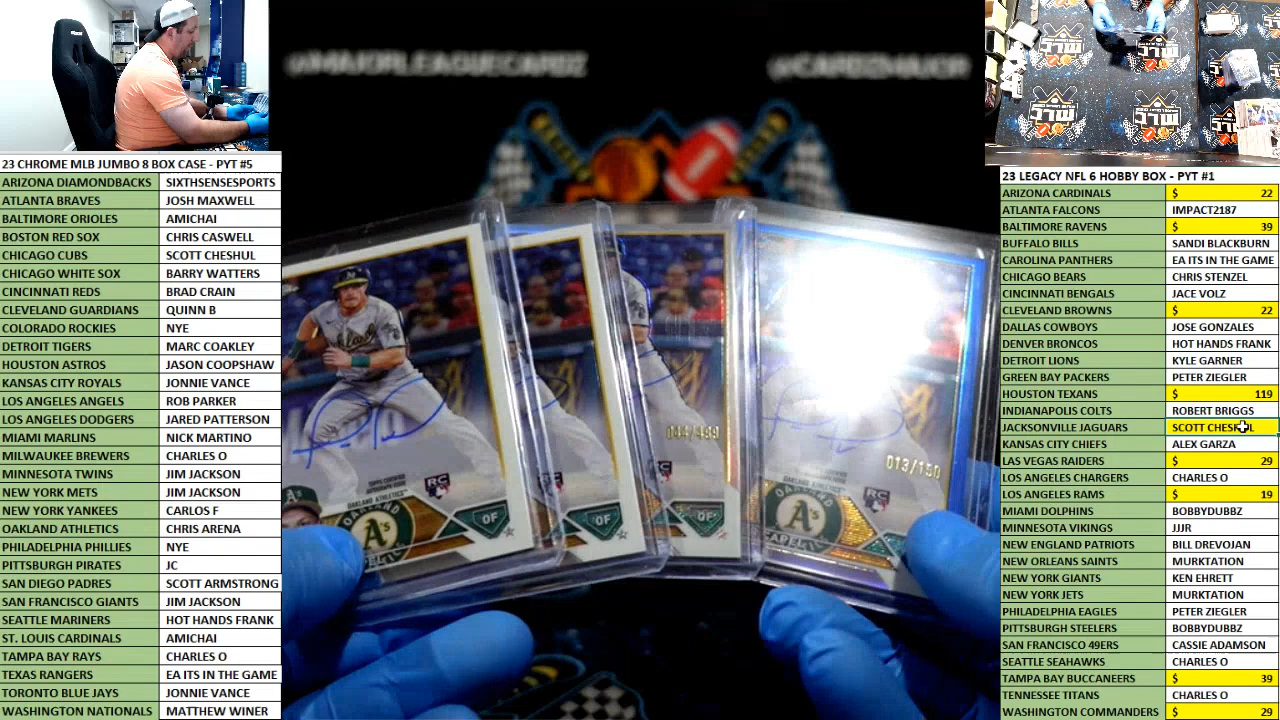 23 CHROME MLB JUMBO 8 BOX CASE - PYT #5
ARIZONA DIAMONDBACKS SIXTHSENSESPORTS
ATLANTA BRAVES JOSH MAXWELL
BALTIMORE ORIOLES AMICHAI
BOSTON RED SOX CHRIS CASWELL
CHICAGO CUBS SCOTT CHESHUL
CHICAGO WHITE SOX BARRY WATTERS
CINCINNATI REDS BRAD CRAIN
CLEVELAND GUARDIANS QUINN B
COLORADO ROCKIES NYE
DETROIT TIGERS MARC COAKLEY
HOUSTON ASTROS JASON COOPSHAW
KANSAS CITY ROYALS JONNIE VANCE
LOS ANGELES ANGELS ROB PARKER
LOS ANGELES DODGERS JARED PATTERSON
MIAMI MARLINS NICK MARTINO
MILWAUKEE BREWERS CHARLES O
MINNESOTA TWINS JIM JACKSON
NEW YORK METS JIM JACKSON
NEW YORK YANKEES CARLOS F
OAKLAND ATHLETICS CHRIS ARENA
PHILADELPHIA PHILLIES NYE
PITTSBURGH PIRATES JC
SAN DIEGO PADRES SCOTT ARMSTRONG
SAN FRANCISCO GIANTS JIM JACKSON
SEATTLE MARINERS HOT HANDS FRANK
ST. LOUIS CARDINALS AMICHAI
TAMPA BAY RAYS CHARLES O
TEXAS RANGERS EA ITS IN THE GAME
TORONTO BLUE JAYS JONNIE VANCE
WASHINGTON NATIONALS MATTHEW WINER
044/499
013/150
RC
RC
RC
OAKLAND ATHLETICS
OAKLAND ATHLETICS
A's
A's
OF
OF
OF
23 LEGACY NFL 6 HOBBY BOX - PYT #1
ARIZONA CARDINALS $ 22
ATLANTA FALCONS IMPACT2187
BALTIMORE RAVENS $ 39
BUFFALO BILLS SANDI BLACKBURN
CAROLINA PANTHERS EA ITS IN THE GAME
CHICAGO BEARS CHRIS STENZEL
CINCINNATI BENGALS JACE VOLZ
CLEVELAND BROWNS $ 22
DALLAS COWBOYS JOSE GONZALES
DENVER BRONCOS HOT HANDS FRANK
DETROIT LIONS KYLE GARNER
GREEN BAY PACKERS PETER ZIEGLER
HOUSTON TEXANS $ 119
INDIANAPOLIS COLTS ROBERT BRIGGS
JACKSONVILLE JAGUARS SCOTT CHESHUL
KANSAS CITY CHIEFS ALEX GARZA
LAS VEGAS RAIDERS $ 29
LOS ANGELES CHARGERS CHARLES O
LOS ANGELES RAMS $ 19
MIAMI DOLPHINS BOBBYDUBBZ
MINNESOTA VIKINGS JJJR
NEW ENGLAND PATRIOTS BILL DREVOJAN
NEW ORLEANS SAINTS MURKTATION
NEW YORK GIANTS KEN EHRETT
NEW YORK JETS MURKTATION
PHILADELPHIA EAGLES PETER ZIEGLER
PITTSBURGH STEELERS BOBBYDUBBZ
SAN FRANCISCO 49ERS CASSIE ADAMSON
SEATTLE SEAHAWKS CHARLES O
TAMPA BAY BUCCANEERS $ 39
TENNESSEE TITANS CHARLES O
WASHINGTON COMMANDERS $ 29